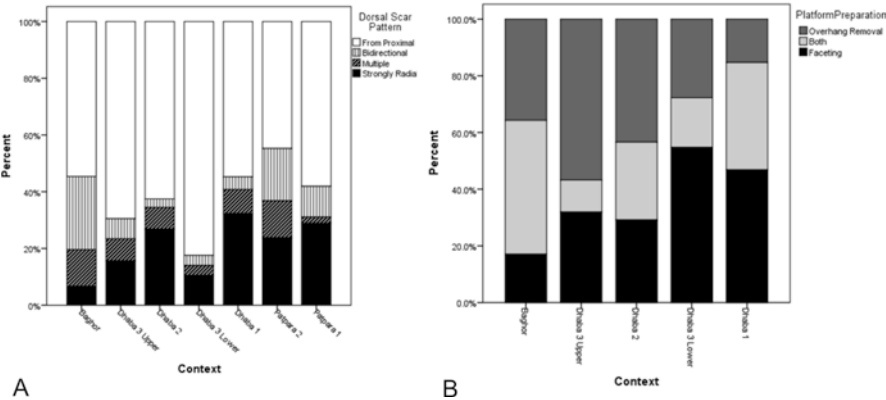 Dorsal Scar
Pattern
From Proximal
Bidirectional
Multiple
Strongly Radia
100%
80%
60%
40%
20%
0%
Percent
Baghor
Dhaba 3 Upper
Dhaba 2
Dhaba 3 Lower
Dhaba 1
Patpara 2
Patpara 1
Context
A
PlatformPreparation
Overhang Removal
Both
Faceting
100.0%
80.0%
60.0%
40.0%
20.0%
0.0%
Percent
Baghor
Dhaba 3 Upper
Dhaba 2
Dhaba 3 Lower
Dhaba 1
Context
B